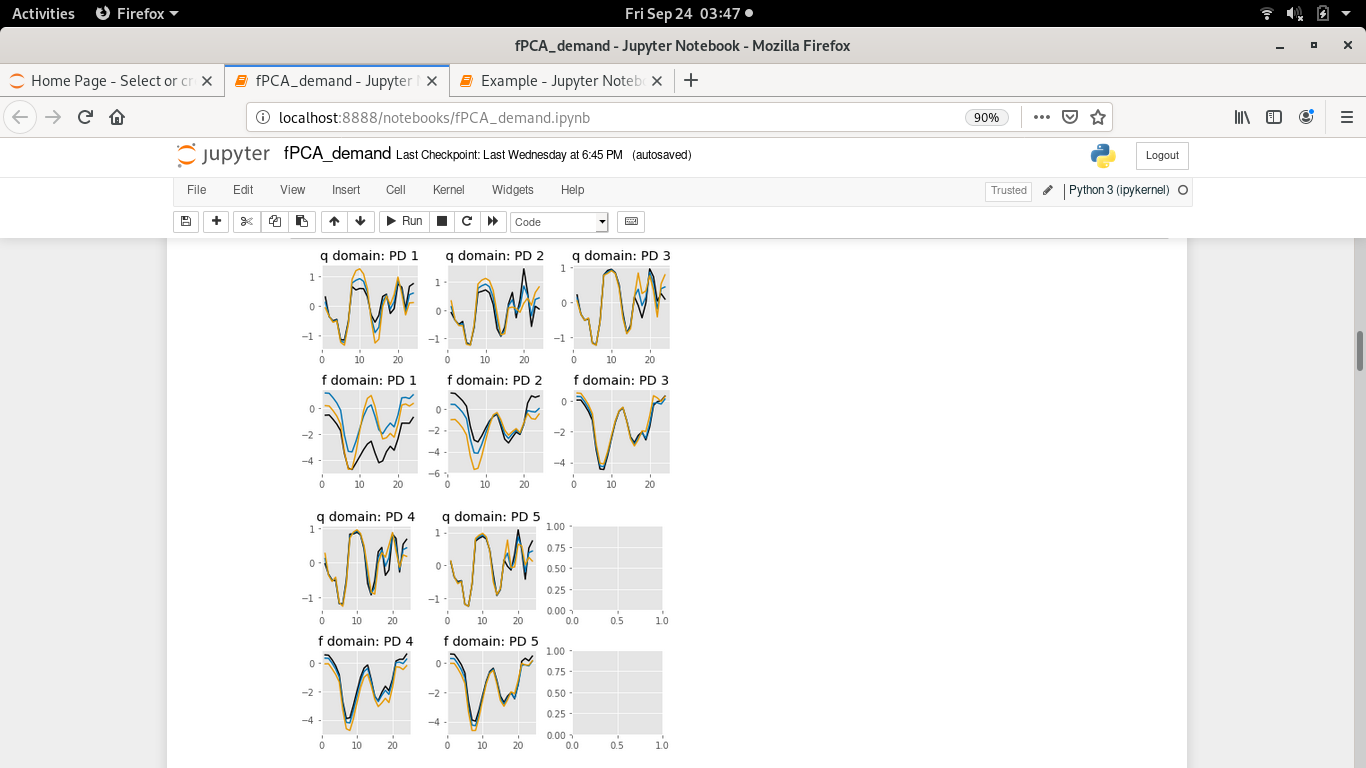 Activities Firefox Fri Sep 24 03:47
fPCA_demand - Jupyter Notebook - Mozilla Firefox
Home Page - Select or cr fPCA_demand - Jupyter Example - Jupyter Noteb
localhost:8888/notebooks/fPCA_demand.ipynb 90%
jupyter fPCA_demand Last Checkpoint: Last Wednesday at 6:45 PM (autosaved) Logout
File Edit View Insert Cell Kernel Widgets Help Trusted Python 3 (ipykernel)
Run Code
q domain: PD 1 q domain: PD 2 q domain: PD 3
1 1 1
0 0 0
−1 −1 −1
0 10 20 0 10 20 0 10 20
f domain: PD 1 f domain: PD 2 f domain: PD 3
0 0 0
−2 −2 −2
−4 −4 −4
−6
0 10 20 0 10 20 0 10 20
q domain: PD 4 q domain: PD 5
1 1 1.00
0.75
0 0 0.50
0.25
−1 −1 0.00
0 10 20 0 10 20 0.0 0.5 1.0
f domain: PD 4 f domain: PD 5
0 0 1.00
0.75
−2 −2 0.50
0.25
−4 −4 0.00
0 10 20 0 10 20 0.0 0.5 1.0